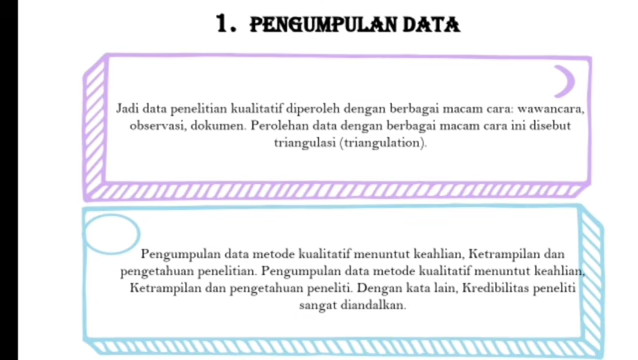 1. PENGUMPULAN DATA
Jadi data penelitian kualitatif diperoleh dengan berbagai macam cara: wawancara,
observasi, dokumen. Perolehan data dengan berbagai macam cara ini disebut
triangulasi (triangulation).
Pengumpulan data metode kualitatif menuntut keahlian, Ketrampilan dan
pengetahuan penelitian. Pengumpulan data metode kualitatif menuntut keahlian,
Ketrampilan dan pengetahuan peneliti. Dengan kata lain, Kredibilitas peneliti
sangat diandalkan.